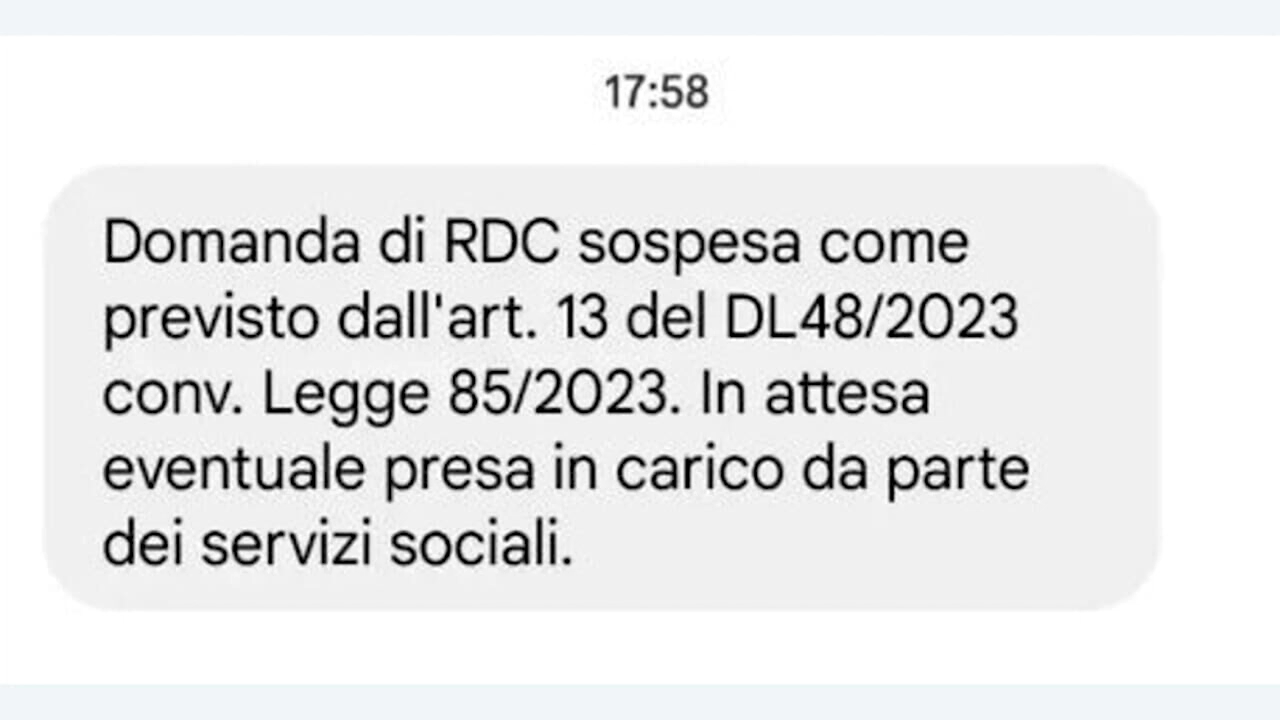 17:58
Domanda di RDC sospesa come
previsto dall'art. 13 del DL48/2023
conv. Legge 85/2023. In attesa
eventuale presa in carico da parte
dei servizi sociali.